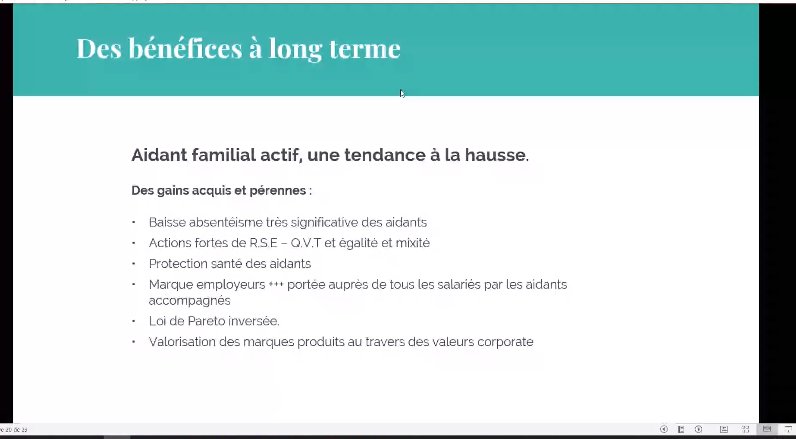 Des bénéfices à long terme
Aidant familial actif, une tendance à la hausse.
Des gains acquis et pérennes :
• Baisse absentéisme très significative des aidants
• Actions fortes de R.S.E – Q.V.T et égalité et mixité
• Protection santé des aidants
• Marque employeurs +++ portée auprès de tous les salariés par les aidants
accompagnés
• Loi de Pareto inversée.
• Valorisation des marques produits au travers des valeurs corporate
20 de 23